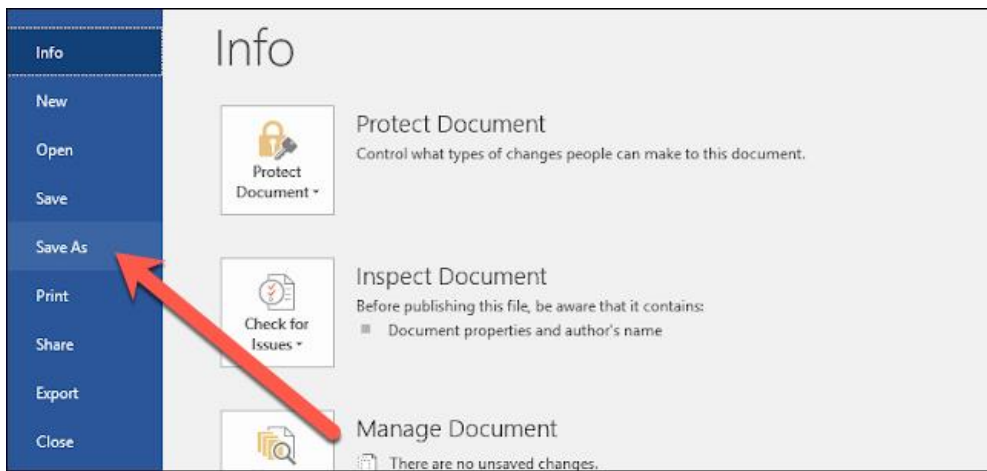 Info
New
Open
Save
Save As
Print
Share
Export
Close
Info
Protect
Document
Protect Document
Control what types of changes people can make to this document.
Check for
Issues
Inspect Document
Before publishing this file, be aware that it contains:
Document properties and author's name
Manage Document
There are no unsaved changes.